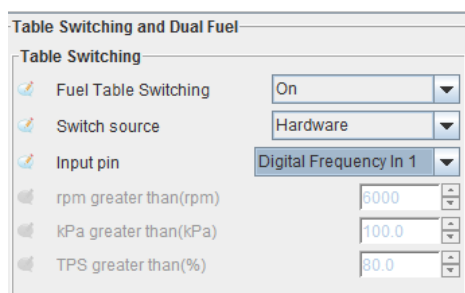 Table Switching and Dual Fuel
Table Switching
Fuel Table Switching On
Switch source Hardware
Input pin Digital Frequency In 1
rpm greater than(rpm) 6000
kPa greater than(kPa) 100.0
TPS greater than(%) 80.0